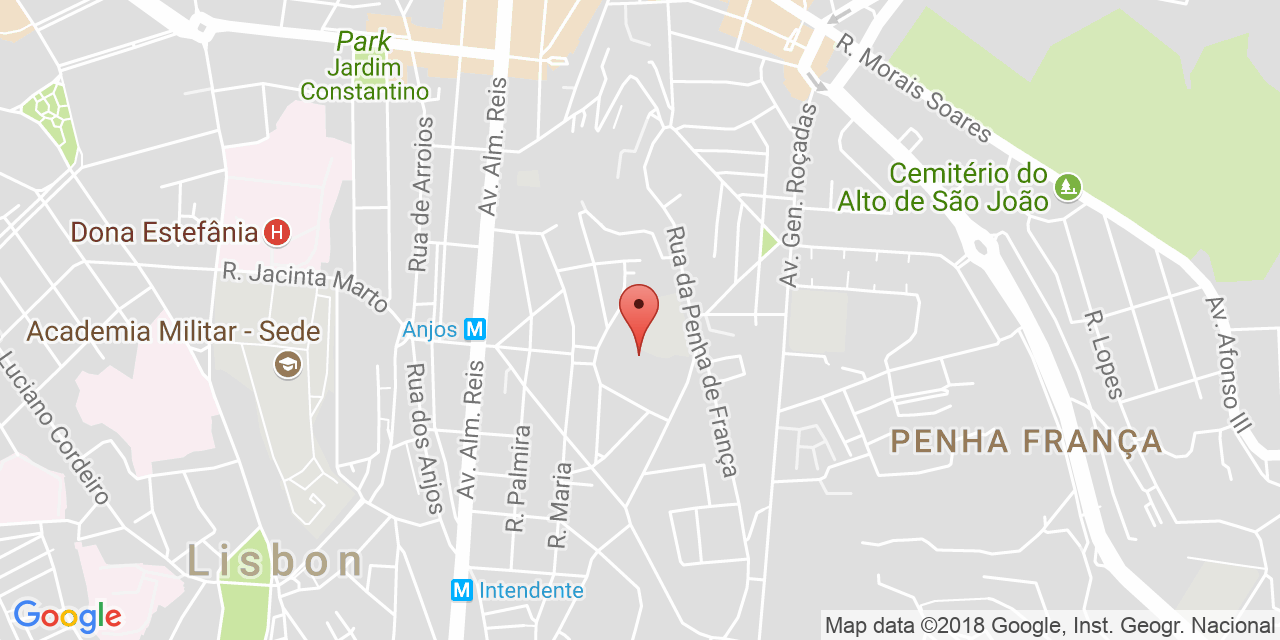 Park
Jardim
Constantino
R. Morais Soares
Av. Alm. Reis
Rua de Arroios
Av. Gen. Roçadas
Cemitério do
Alto de São João
Dona Estefânia
H
R. Jacinta Marto
Rua da Penha de França
Academia Militar - Sede
Anjos M
R. Lopes
Av. Afonso III
Luciano Cordeiro
Rua dos Anjos
Av. Alm. Reis
R. Palmira
R. Maria
PENHA FRANÇA
Lisbon
M Intendente
Google
Map data ©2018 Google, Inst. Geogr. Nacional